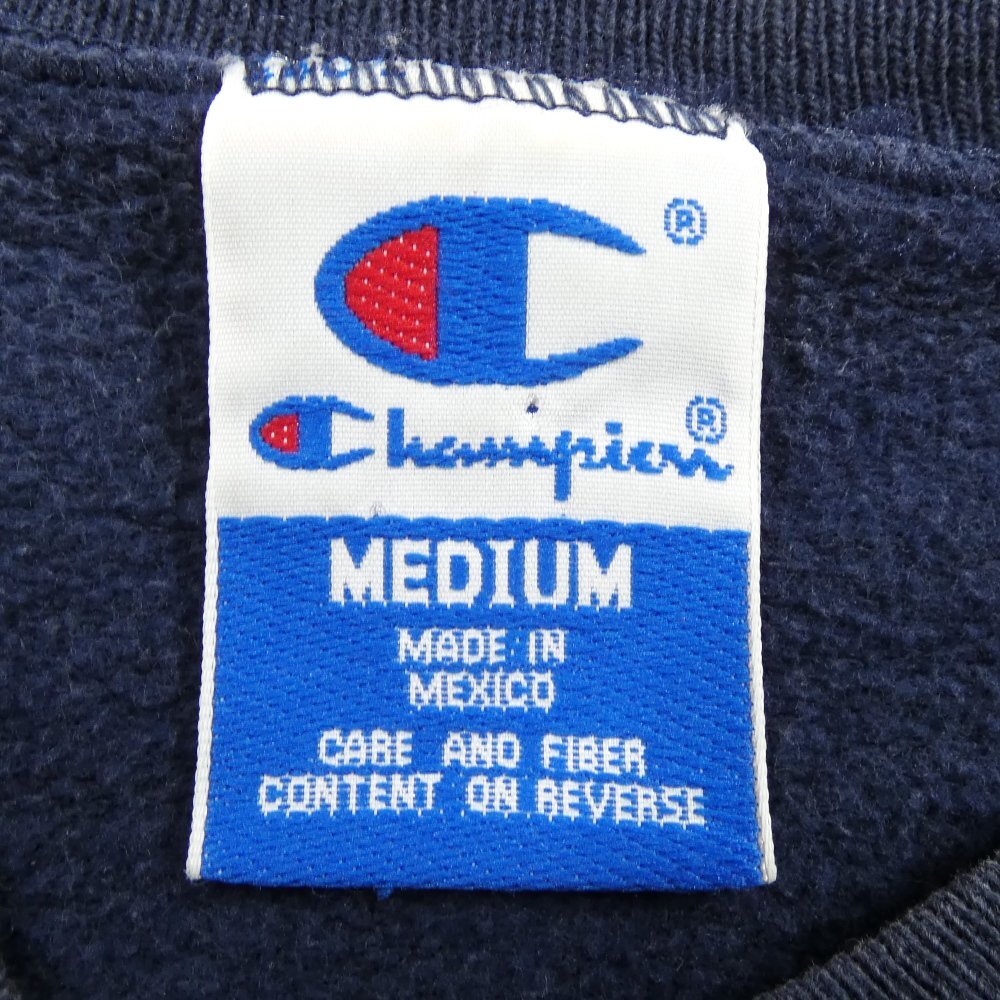 C®
Champion®
MEDIUM
MADE IN
MEXICO
CARE AND FIBER
CONTENT ON REVERSE